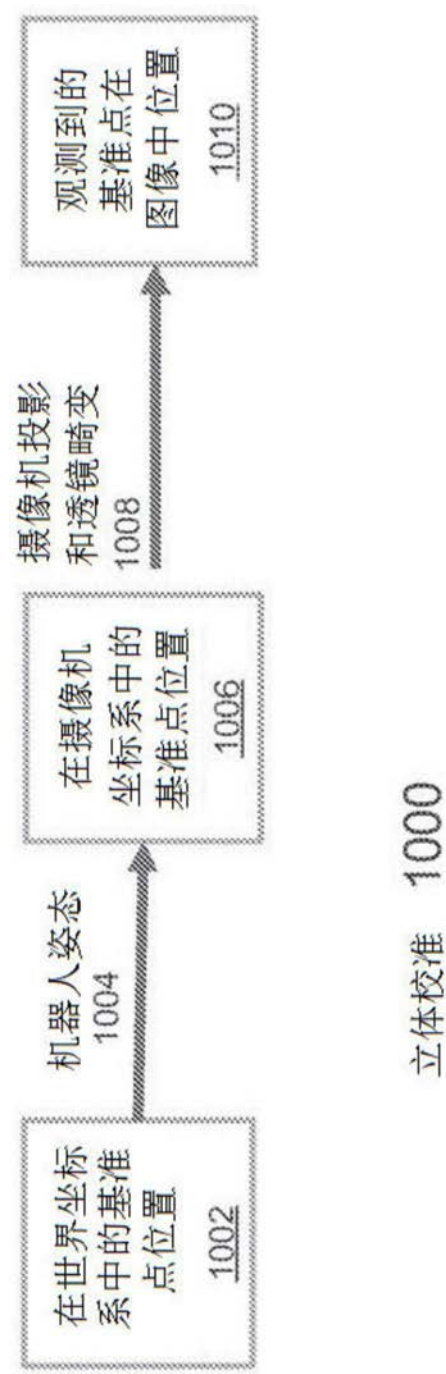 在世界坐标
系中的基准
点位置
1002
机器人姿态
1004
在摄像机
坐标系中的
基准点位置
1006
摄像机投影
和透镜畸变
1008
观测到的
基准点在
图像中位置
1010
立体校准 1000